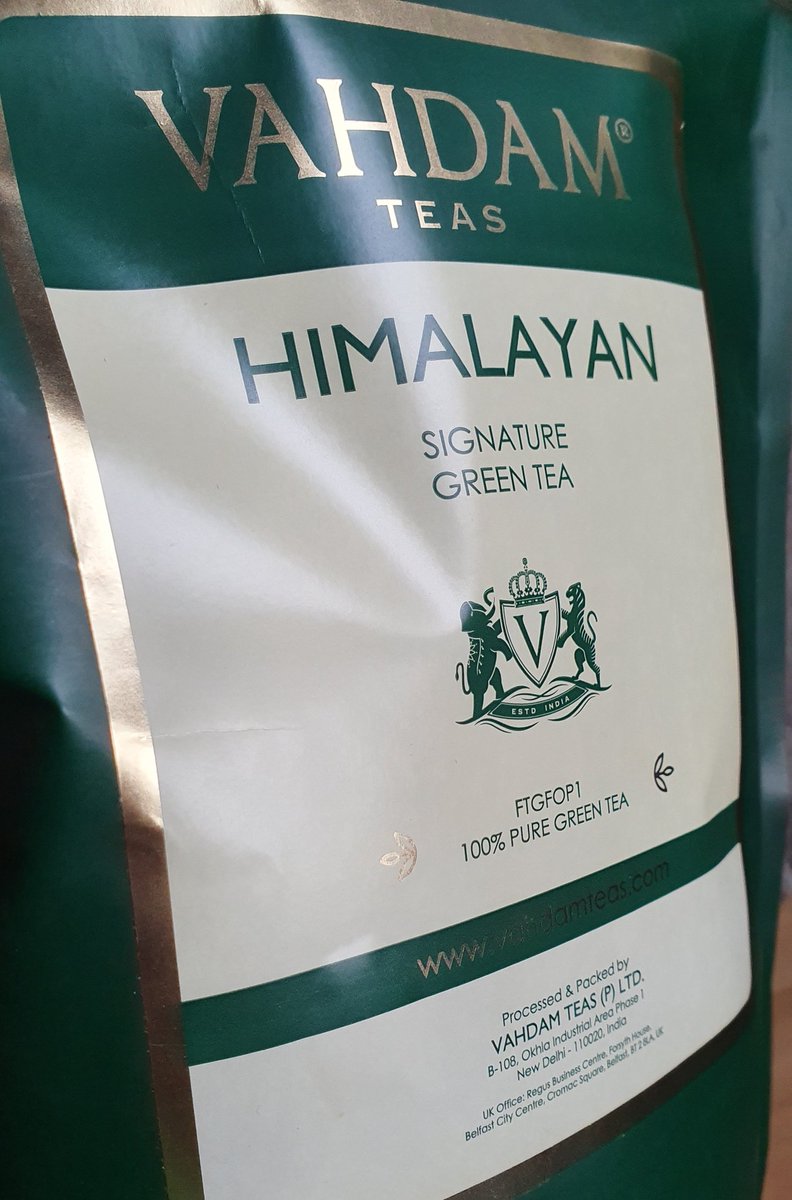 VAHDAM®
TEAS
HIMALAYAN
SIGNATURE
GREEN TEA
V
ESTD INDIA
FTGFOP1
100% PURE GREEN TEA
www.vahdamteas.com
Processed & Packed by
VAHDAM TEAS (P) LTD.
B-108, Okhla Industrial Area Phase 1
New Delhi - 110020, India
UK Office: Regus Business Centre, Forsyth House,
Belfast City Centre, Cromac Square, Belfast, BT 2 8LA, UK